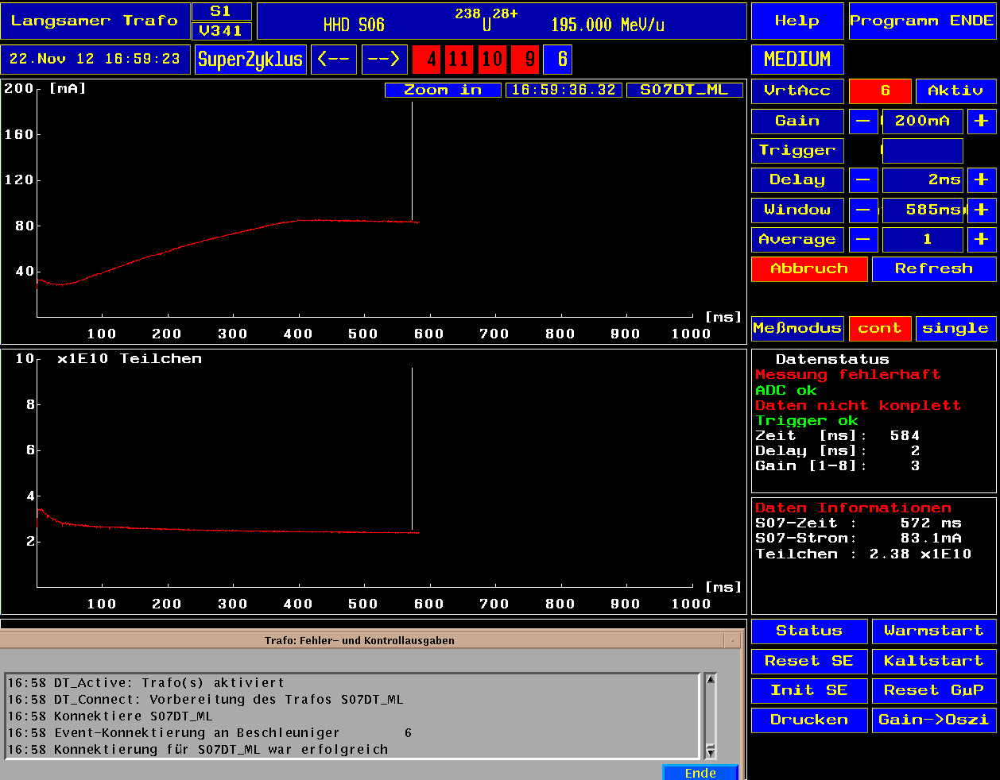 Langsamer Trafo
S1
V341
HHD S06
238 U 28+
195.000 MeV/u
Help
Programm ENDE
22.Nov 12 16:59:23
SuperZyklus
<--
-->
4
11
10
9
6
MEDIUM
200
[mA]
Zoom in
16:59:36.32
S07DT_ML
160
120
80
40
100 200 300 400 500 600 700 800 900 1000
[ms]
VrtAcc 6 Aktiv
Gain − 200mA +
Trigger
Delay − 2ms +
Window − 585ms +
Average − 1 +
Abbruch Refresh
Meßmodus cont single
10 x1E10 Teilchen
8
6
4
2
100 200 300 400 500 600 700 800 900 1000
[ms]
Datenstatus
Messung fehlerhaft
ADC ok
Daten nicht komplett
Trigger ok
Zeit [ms]: 584
Delay [ms]: 2
Gain [1-8]: 3
Daten Informationen
S07-Zeit : 572 ms
S07-Strom: 83.1mA
Teilchen : 2.38 x1E10
Trafo: Fehler- und Kontrollausgaben
16:58 DT_Active: Trafo(s) aktiviert
16:58 DT_Connect: Vorbereitung des Trafos S07DT_ML
16:58 Konnektiere S07DT_ML
16:58 Event-Konnektierung an Beschleuniger 6
16:58 Konnektierung für S07DT_ML war erfolgreich
Ende
Status Warmstart
Reset SE Kaltstart
Init SE Reset GµP
Drucken Gain->Oszi